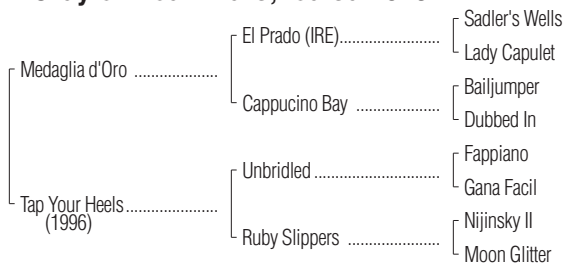 Sadler's Wells
El Prado (IRE)....................
Lady Capulet
Medaglia d'Oro ....................
Bailjumper
Cappucino Bay ....................
Dubbed In
Fappiano
Unbridled ..............................
Gana Facil
Tap Your Heels......................
(1996)
Nijinsky II
Ruby Slippers ......................
Moon Glitter